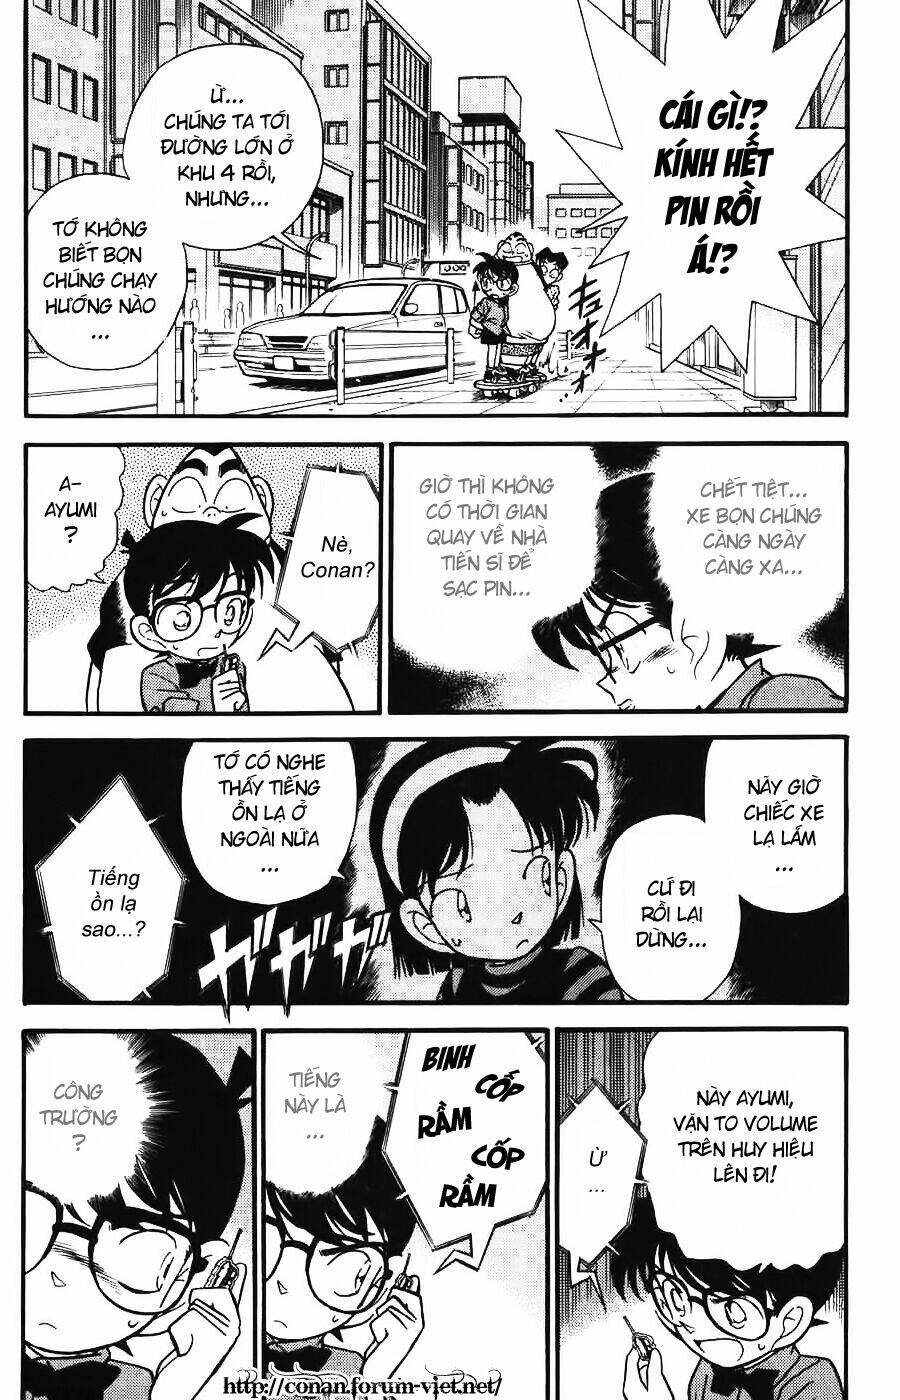 CÁI GÌ!?
KÍNH HẾT
PIN RỒI
Á!?
Ừ...
CHÚNG TA TỚI
ĐƯỜNG LỚN Ở
KHU 4 RỒI,
NHƯNG...
TỚ KHÔNG
BIẾT BỌN
CHÚNG CHẠY
HƯỚNG NÀO
...
CHẾT TIỆT...
XE BỌN CHÚNG
CÀNG NGÀY
CÀNG XA...
GIỜ THÌ KHÔNG
CÓ THỜI GIAN
QUAY VỀ NHÀ
TIẾN SĨ ĐỂ
SẠC PIN...
Nè,
Conan?
A-
AYUMI
?
NÃY GIỜ
CHIẾC XE
LẠ LẮM
...
CỨ ĐI
RỒI LẠI
DỪNG...
TỚ CÓ NGHE
THẤY TIẾNG
ỒN LẠ Ở
NGOÀI NỮA
...
ガガガ
Tiếng
ồn lạ
sao...?
NÀY AYUMI,
VẶN TO VOLUME
TRÊN HUY HIỆU
LÊN ĐI!
Ừ
...
BINH
CỐP
RẦM
CỐP
RẦM
TIẾNG
NÀY LÀ
...
CÔNG
TRƯỜNG
?
http://conan.forum-viet.net/